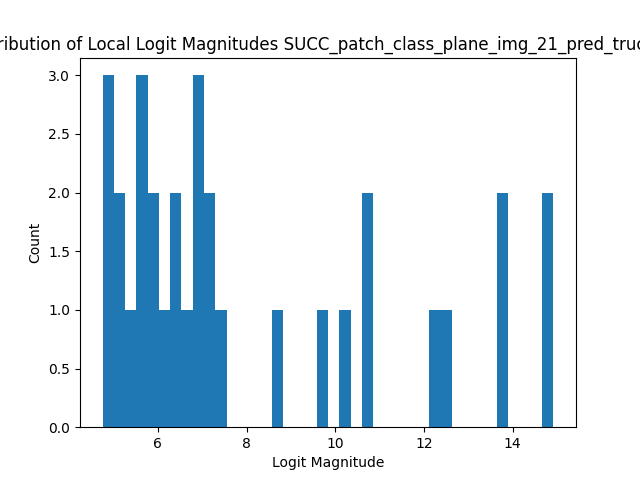 ribution of Local Logit Magnitudes SUCC_patch_class_plane_img_21_pred_truc
3.0
2.5
2.0
1.5
1.0
0.5
0.0
Count
6 8 10 12 14
Logit Magnitude